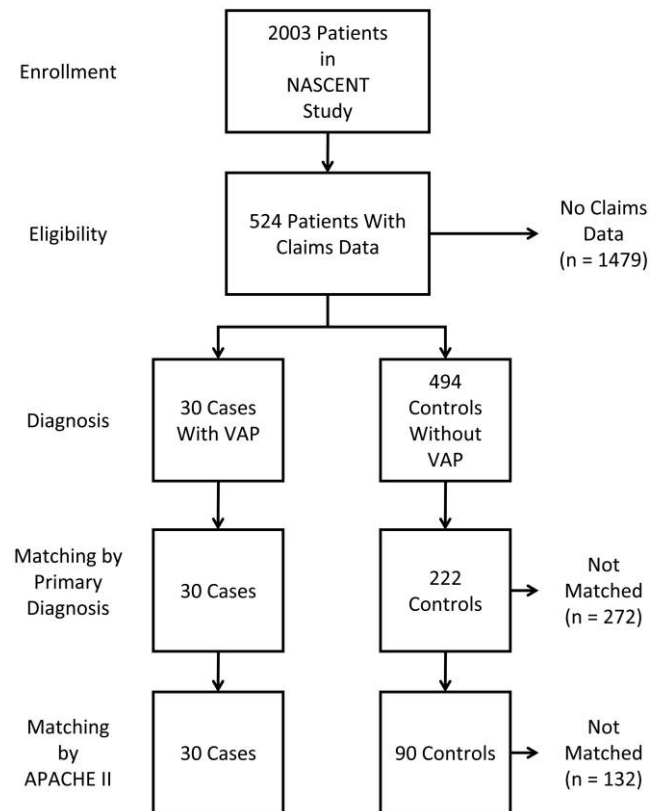 Enrollment
2003 Patients
in
NASCENT
Study
Eligibility
524 Patients With
Claims Data
No Claims
Data
(n = 1479)
Diagnosis
30 Cases
With VAP
494
Controls
Without
VAP
Matching by
Primary
Diagnosis
30 Cases
222
Controls
Not
Matched
(n = 272)
Matching
by
APACHE II
30 Cases
90 Controls
Not
Matched
(n = 132)